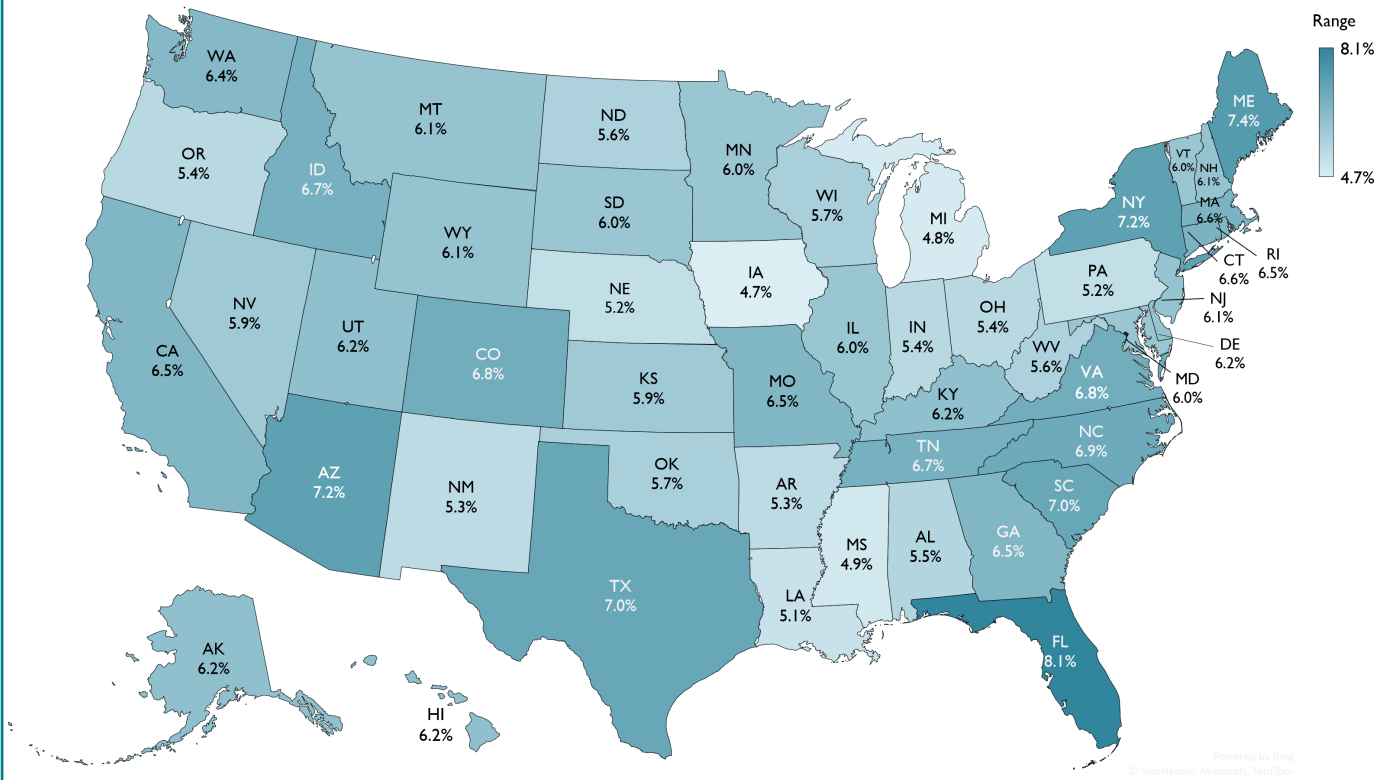 Range
8.1%
4.7%
WA
6.4%
OR
5.4%
CA
6.5%
ID
6.7%
NV
5.9%
MT
6.1%
WY
6.1%
UT
6.2%
AZ
7.2%
CO
6.8%
NM
5.3%
ND
5.6%
SD
6.0%
NE
5.2%
KS
5.9%
OK
5.7%
TX
7.0%
MN
6.0%
IA
4.7%
MO
6.5%
AR
5.3%
LA
5.1%
WI
5.7%
IL
6.0%
MI
4.8%
IN
5.4%
OH
5.4%
KY
6.2%
TN
6.7%
MS
4.9%
AL
5.5%
GA
6.5%
FL
8.1%
SC
7.0%
NC
6.9%
VA
6.8%
WV
5.6%
PA
5.2%
NY
7.2%
VT
6.0%
NH
6.1%
ME
7.4%
MA
6.6%
RI
6.5%
CT
6.6%
NJ
6.1%
DE
6.2%
MD
6.0%
AK
6.2%
HI
6.2%
Powered by Bing
© GeoNames, Microsoft, TomTom